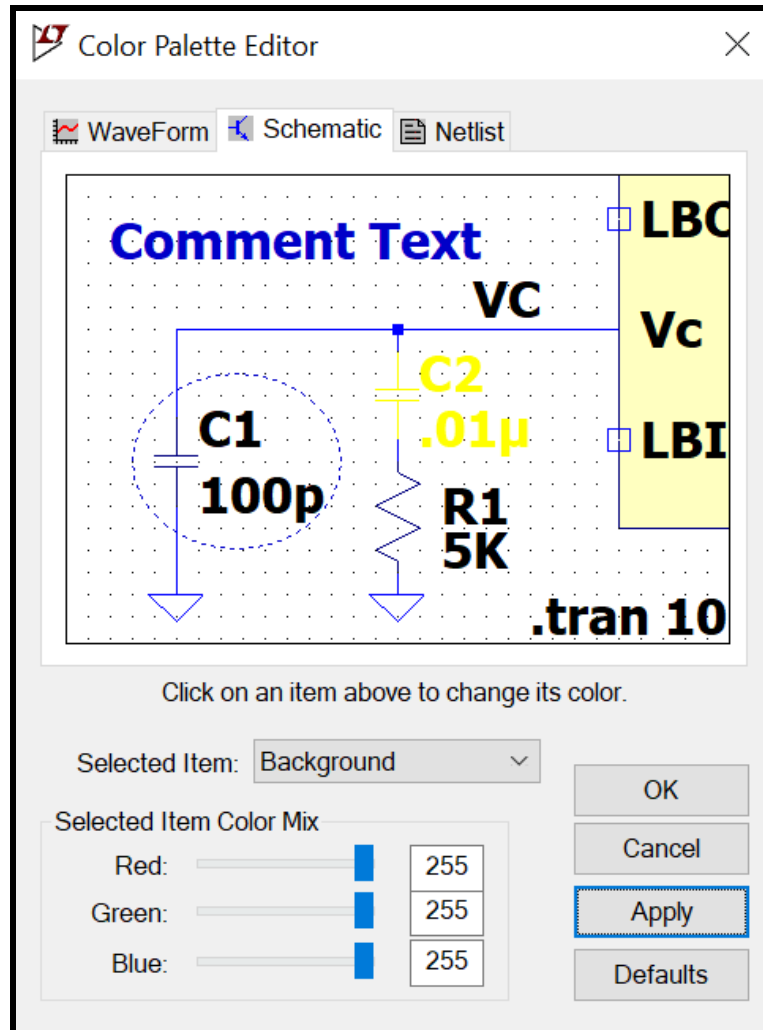 Color Palette Editor
WaveForm Schematic Netlist
Comment Text
LBO
VC
Vc
C2
.01µ
C1
100p
LBI
R1
5K
.tran 10
Click on an item above to change its color.
Selected Item: Background
OK
Selected Item Color Mix
Cancel
Red: 255
Green: 255
Apply
Blue: 255
Defaults